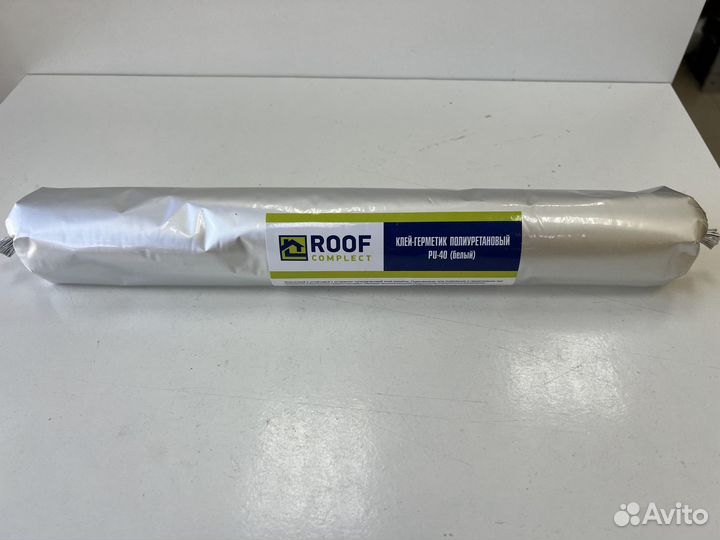 ROOF
COMPLECT
КЛЕЙ-ГЕРМЕТИК ПОЛИУРЕТАНОВЫЙ
PU-40 (белый)
Avito